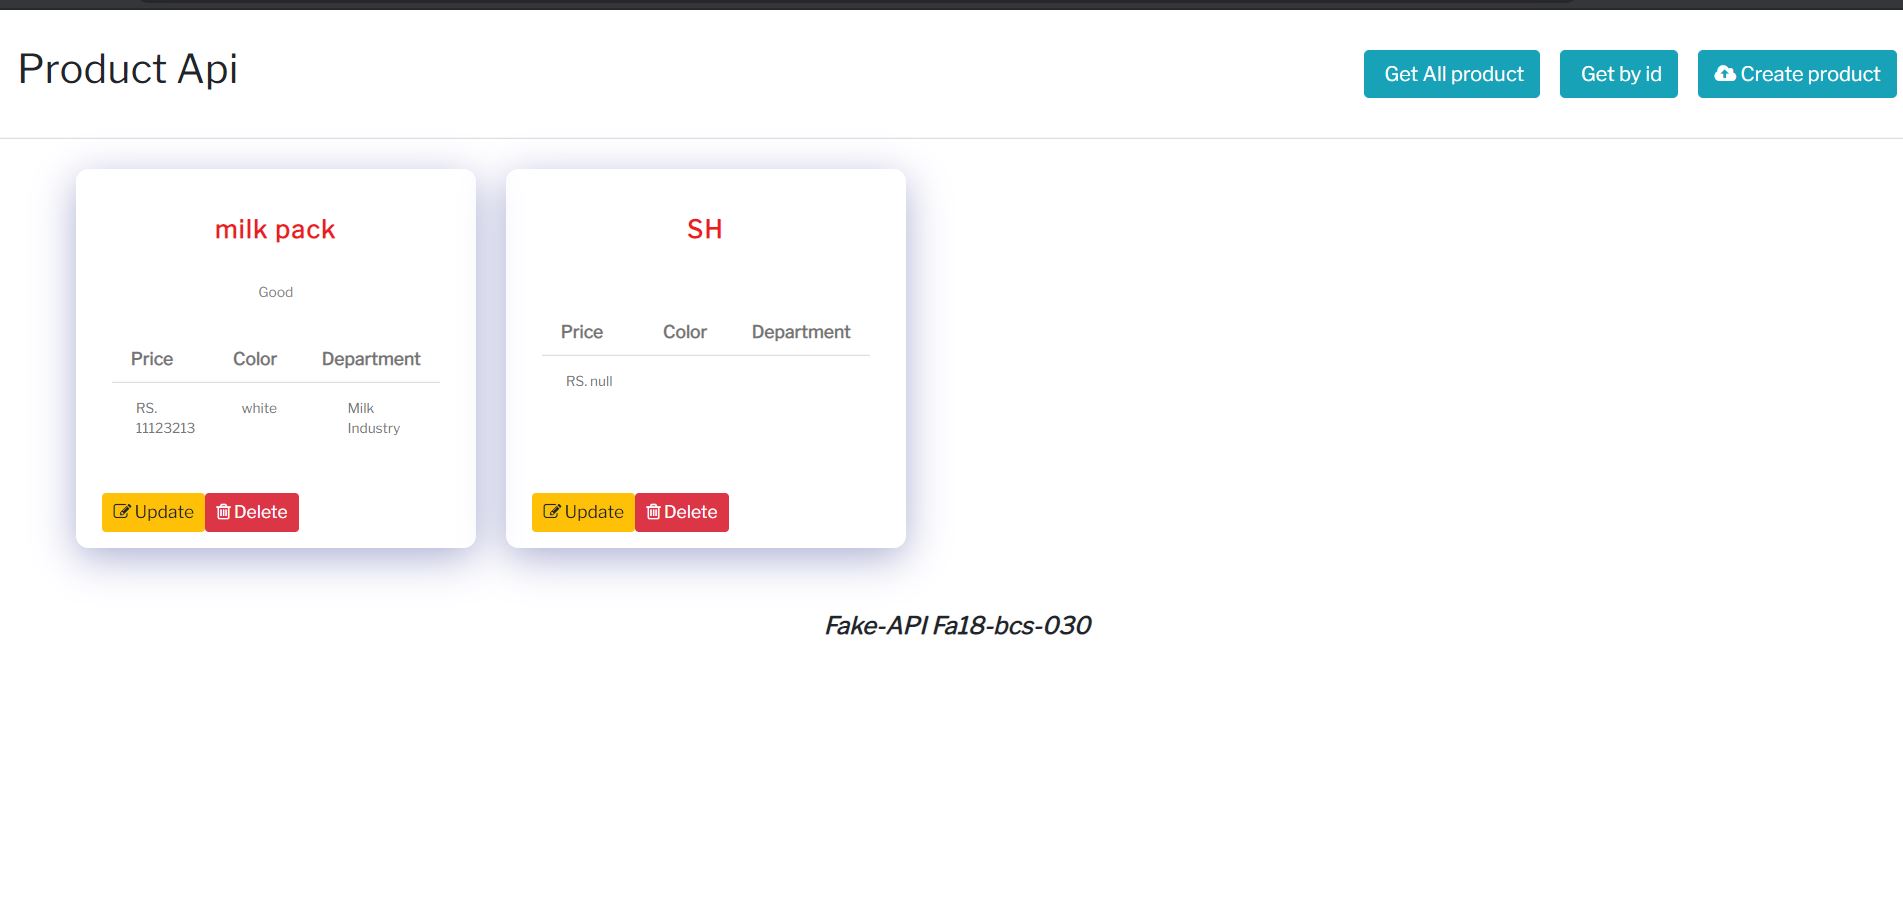 Product Api
Get All product
Get by id
Create product
milk pack
Good
Price Color Department
RS. 11123213
white
Milk Industry
Update Delete
SH
Price Color Department
RS. null
Update Delete
Fake-API Fa18-bcs-030